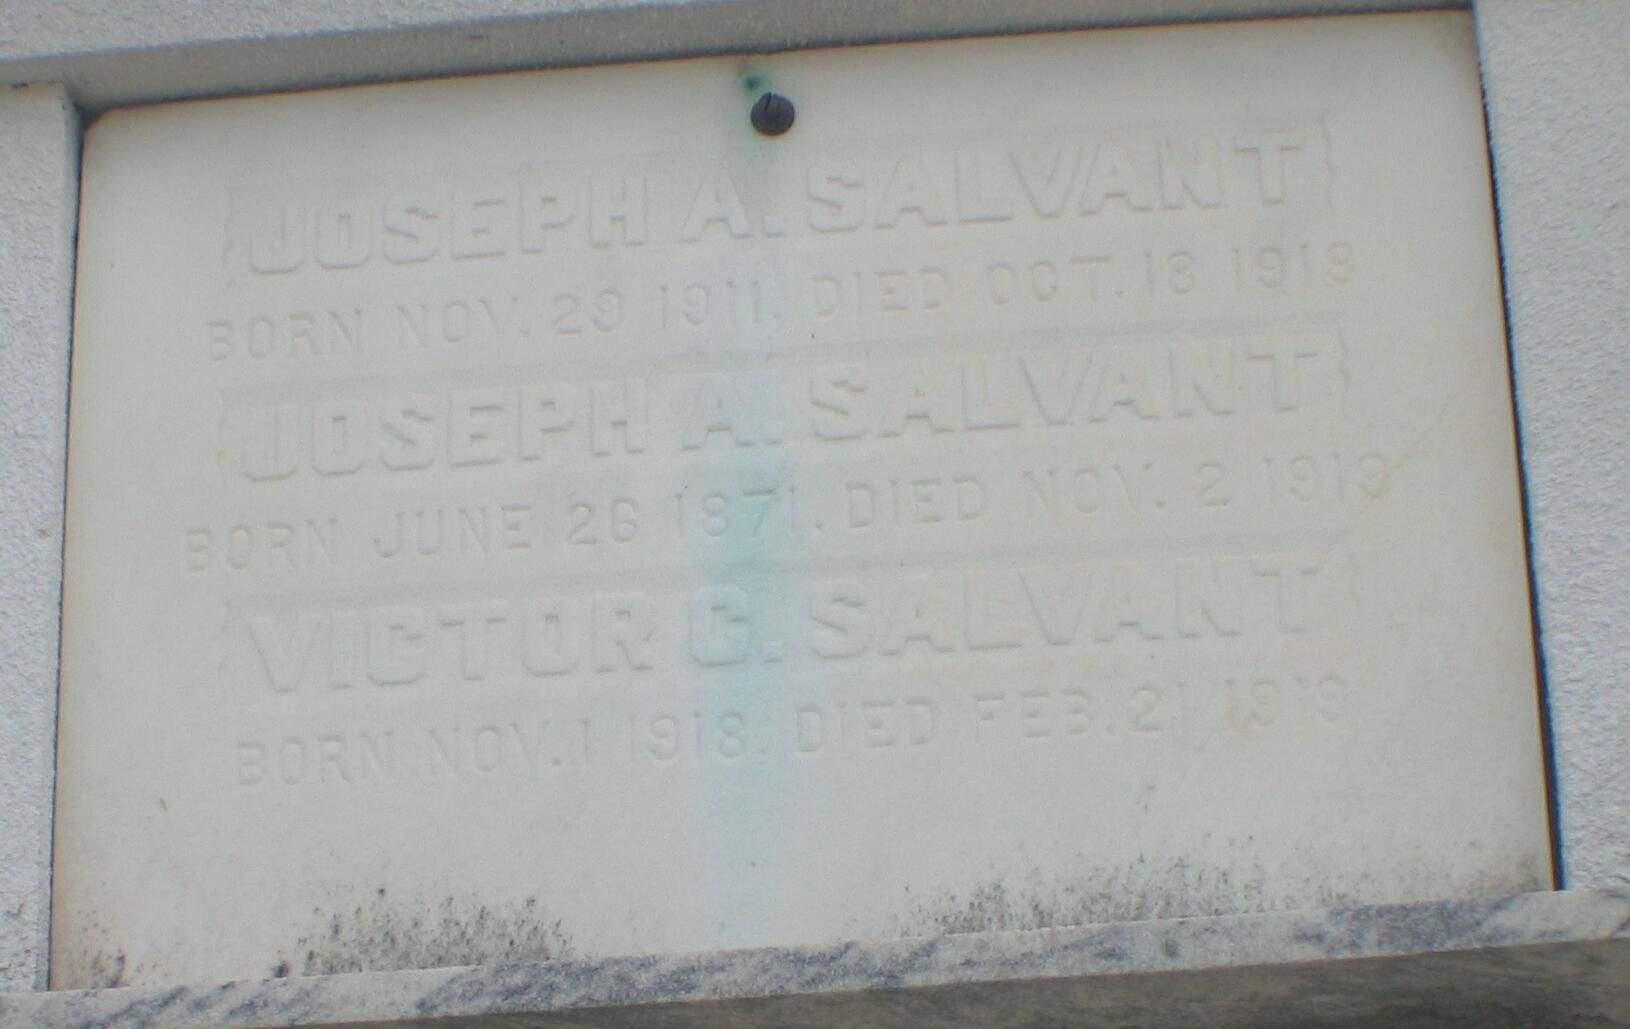 JOSEPH A. SALVANT
BORN NOV. 29 1911. DIED OCT. 18 1918
JOSEPH A. SALVANT
BORN JUNE 26 1871. DIED NOV. 2 1919
VICTOR C. SALVANT
BORN NOV. 1 1918. DIED FEB. 21 1919